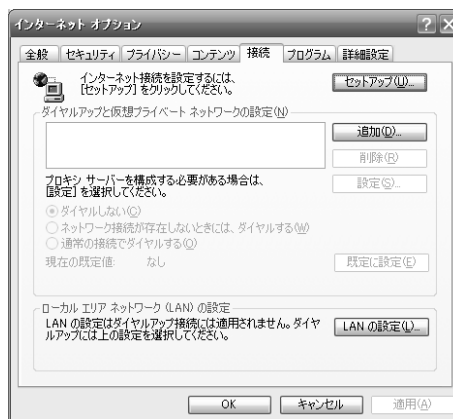 インターネット オプション
全般 セキュリティ プライバシー コンテンツ 接続 プログラム 詳細設定
インターネット接続を設定するには、
[セットアップ] をクリックしてください。
セットアップ(U)...
ダイヤルアップと仮想プライベート ネットワークの設定(N)
追加(D)...
削除(R)
プロキシ サーバーを構成する必要がある場合は、
[設定] を選択してください。
設定(S)...
ダイヤルしない(C)
ネットワーク接続が存在しないときには、ダイヤルする(W)
通常の接続でダイヤルする(O)
現在の既定値: なし
既定に設定(E)
ローカル エリア ネットワーク (LAN) の設定
LAN の設定はダイヤルアップ接続には適用されません。ダイヤ
ルアップには上の設定を選択してください。
LAN の設定(L)...
OK キャンセル 適用(A)